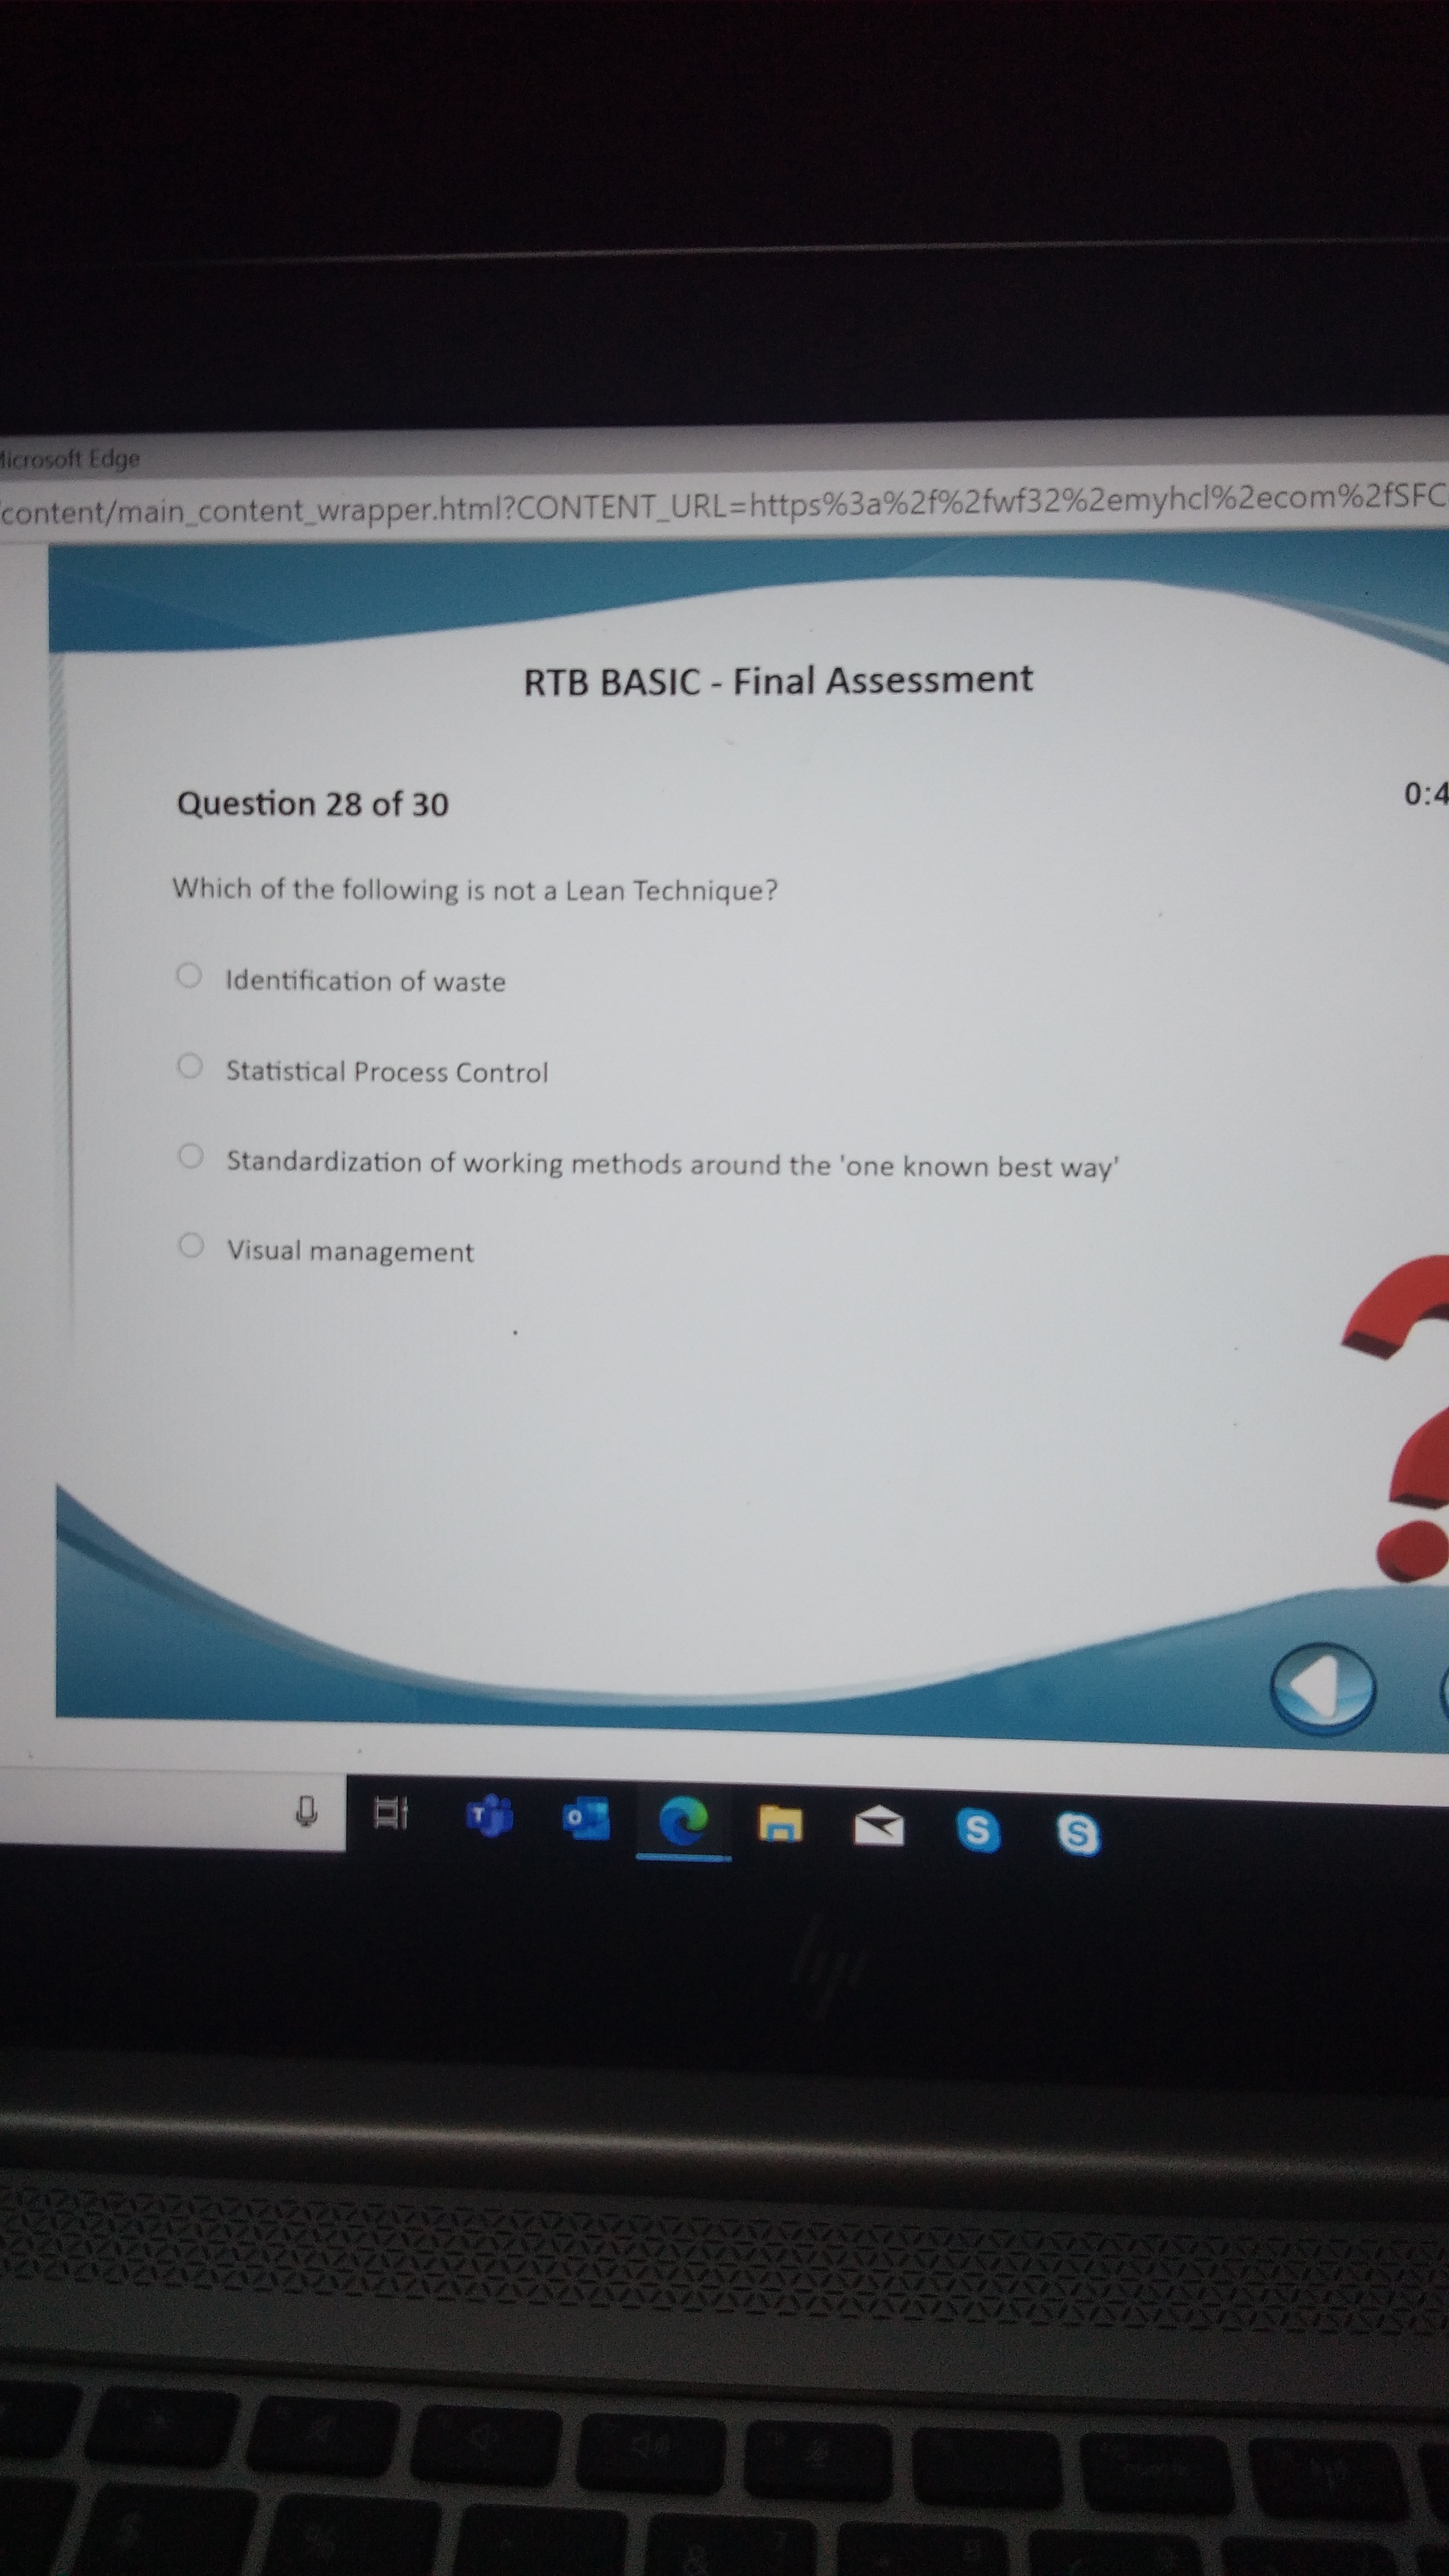 Microsoft Edge
content/main_content_wrapper.html?CONTENT_URL=https%3a%2f%2fwf32%2emyhcl%2ecom%2fSFC
RTB BASIC - Final Assessment
Question 28 of 30
0:4
Which of the following is not a Lean Technique?
Identification of waste
Statistical Process Control
Standardization of working methods around the 'one known best way'
Visual management
hp